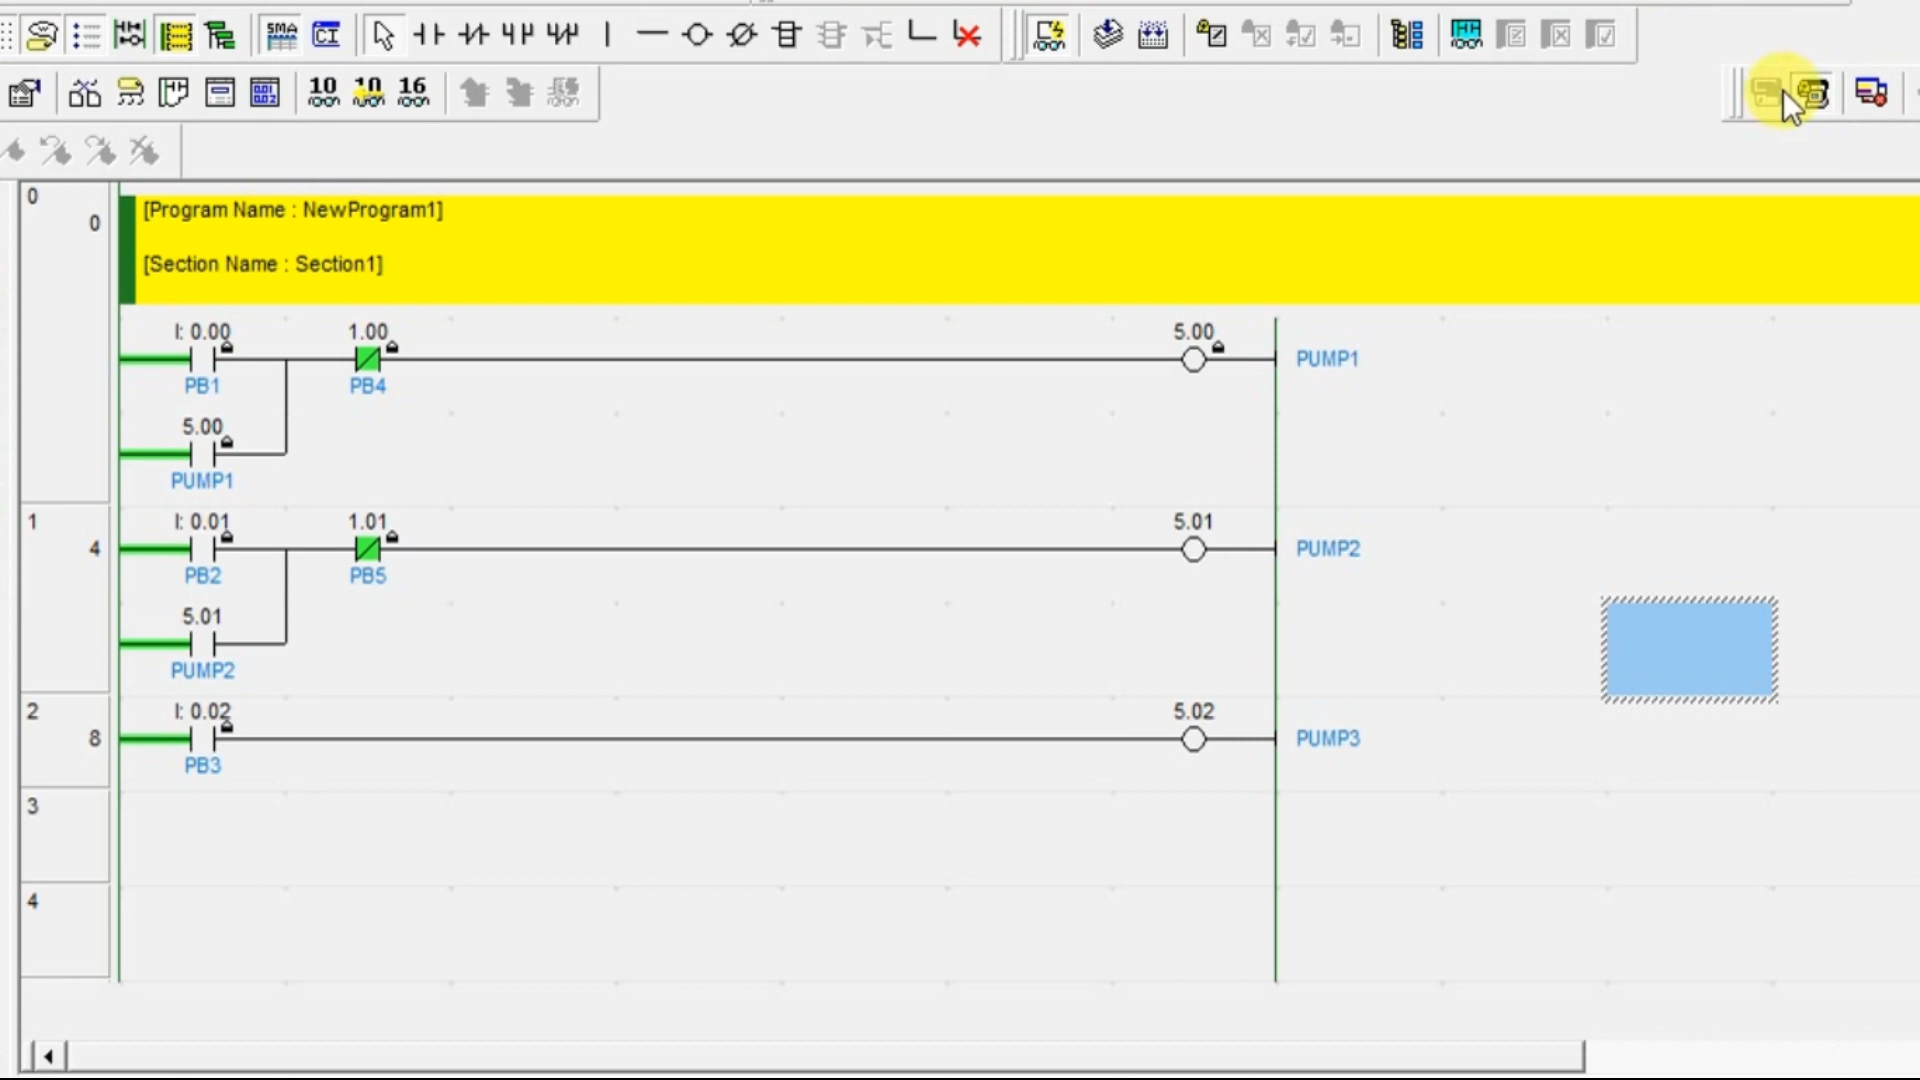 SMA CI
10 10 16
0
0
[Program Name : NewProgram1]
[Section Name : Section1]
I: 0.00 1.00 5.00
PUMP1
PB1 PB4
5.00
PUMP1
1
4
I: 0.01 1.01 5.01
PUMP2
PB2 PB5
5.01
PUMP2
2
8
I: 0.02 5.02
PUMP3
PB3
3
4